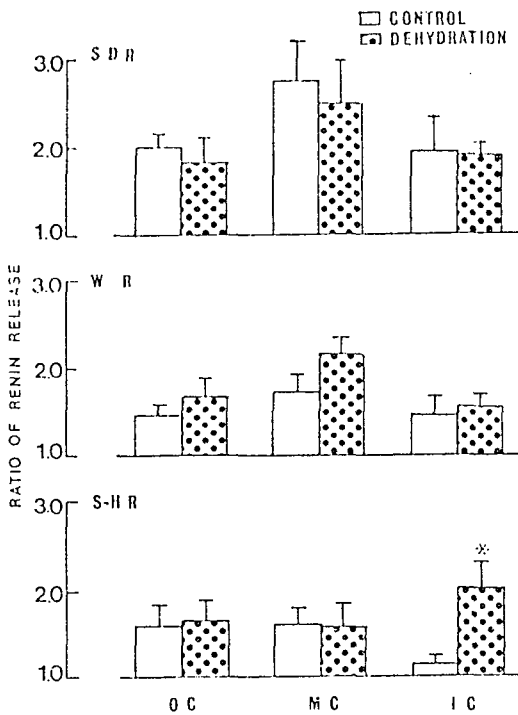 CONTROL
DEHYDRATION
RATIO OF RENIN RELEASE
SDR
3.0
2.0
1.0
WR
3.0
2.0
1.0
S-HR
3.0
2.0
1.0
*
OC MC IC